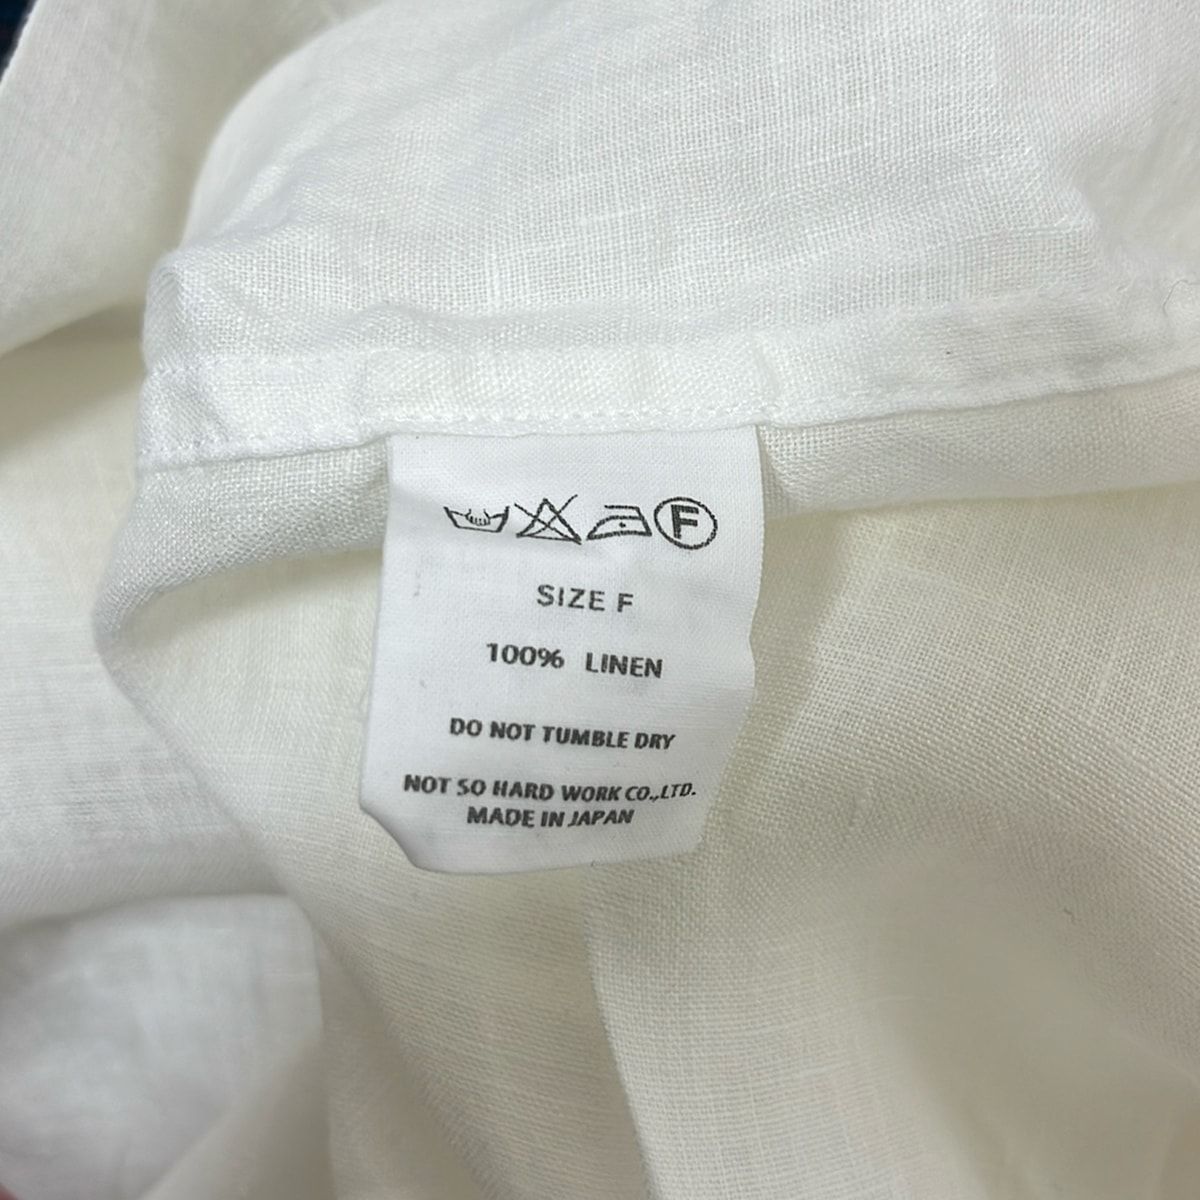 F
SIZE F
100% LINEN
DO NOT TUMBLE DRY
NOT SO HARD WORK CO.,LTD.
MADE IN JAPAN